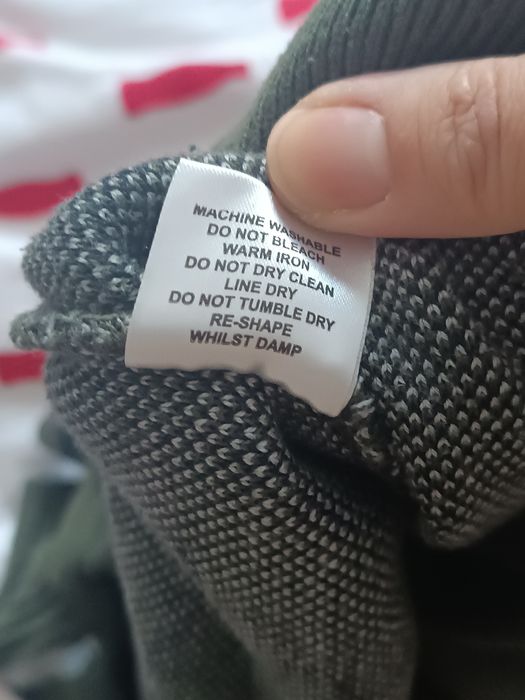 MACHINE WASHABLE
DO NOT BLEACH
WARM IRON
DO NOT DRY CLEAN
LINE DRY
DO NOT TUMBLE DRY
RE-SHAPE
WHILST DAMP